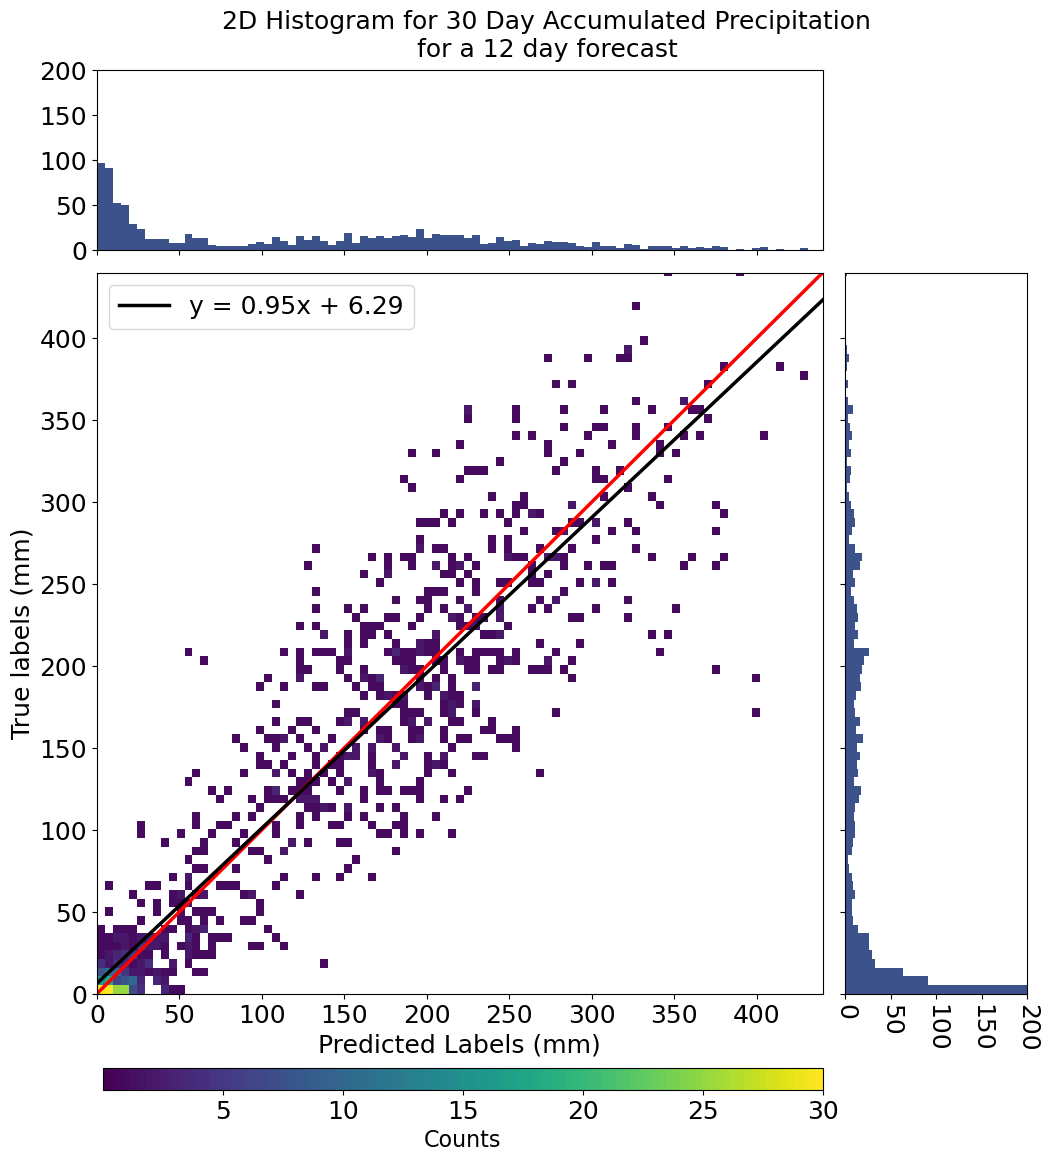 2D Histogram for 30 Day Accumulated Precipitation
for a 12 day forecast
200
150
100
50
0
y = 0.95x + 6.29
400
350
300
250
200
150
100
50
0
True labels (mm)
0 50 100 150 200 250 300 350 400
Predicted Labels (mm)
0 50 100 150 200
5 10 15 20 25 30
Counts